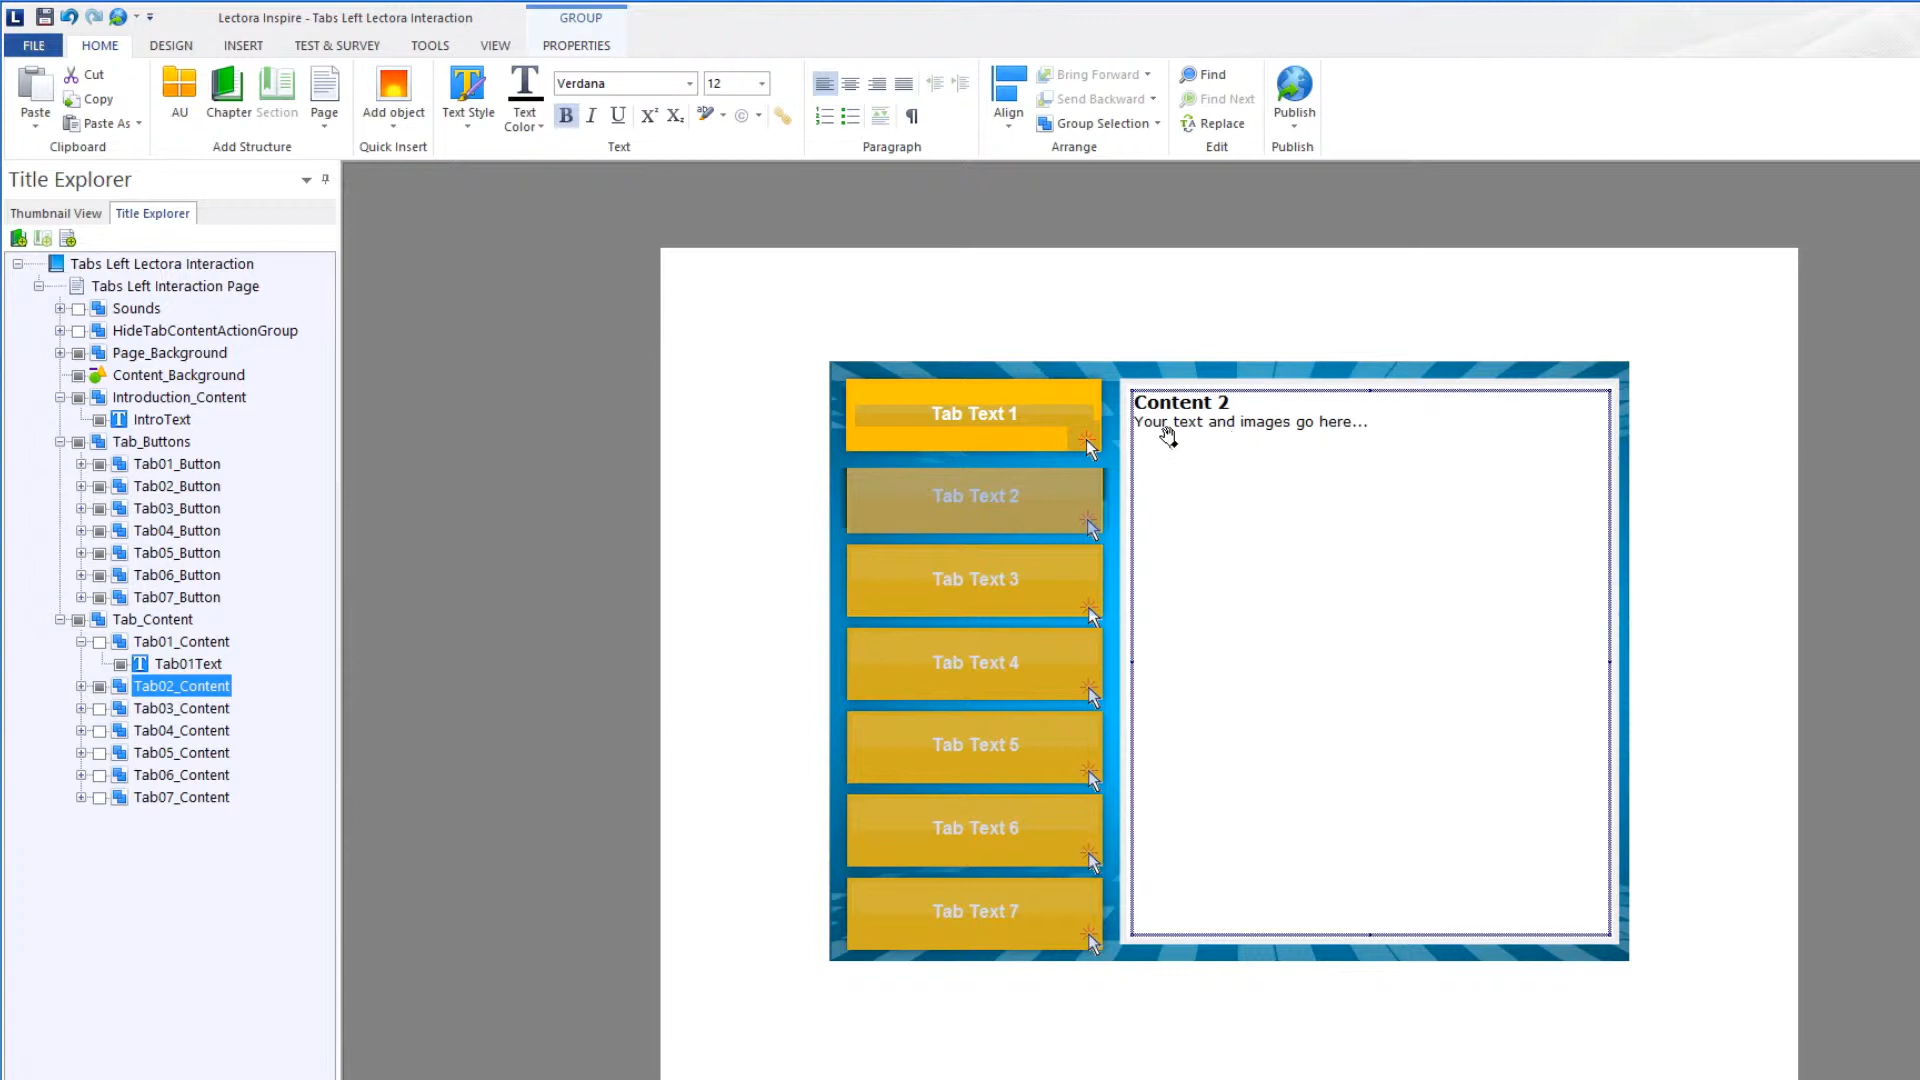 Lectora Inspire - Tabs Left Lectora Interaction
GROUP
FILE HOME DESIGN INSERT TEST & SURVEY TOOLS VIEW PROPERTIES
Paste
Cut
Copy
Paste As
Clipboard
AU
Chapter
Section
Page
Add Structure
Add object
Quick Insert
Text Style
Text Color
Verdana
12
B I U X² X₂
Text
Paragraph
Align
Bring Forward
Send Backward
Group Selection
Arrange
Find
Find Next
Replace
Edit
Publish
Publish
Title Explorer
Thumbnail View
Title Explorer
Tabs Left Lectora Interaction
Tabs Left Interaction Page
Sounds
HideTabContentActionGroup
Page_Background
Content_Background
Introduction_Content
IntroText
Tab_Buttons
Tab01_Button
Tab02_Button
Tab03_Button
Tab04_Button
Tab05_Button
Tab06_Button
Tab07_Button
Tab_Content
Tab01_Content
Tab01Text
Tab02_Content
Tab03_Content
Tab04_Content
Tab05_Content
Tab06_Content
Tab07_Content
Tab Text 1
Tab Text 2
Tab Text 3
Tab Text 4
Tab Text 5
Tab Text 6
Tab Text 7
Content 2
Your text and images go here...